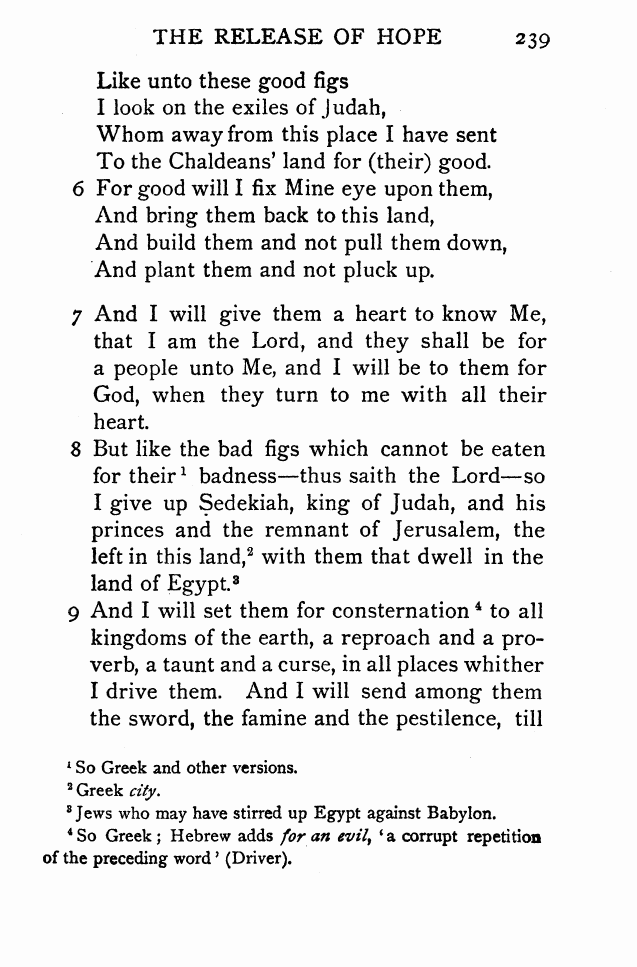 THE RELEASE OF HOPE 239
Like unto these good figs
I look on the exiles of Judah,
Whom away from this place I have sent
To the Chaldeans' land for (their) good.
6 For good will I fix Mine eye upon them,
And bring them back to this land,
And build them and not pull them down,
And plant them and not pluck up.
7 And I will give them a heart to know Me,
that I am the Lord, and they shall be for
a people unto Me, and I will be to them for
God, when they turn to me with all their
heart.
8 But like the bad figs which cannot be eaten
for their¹ badness—thus saith the Lord—so
I give up Ṣedekiah, king of Judah, and his
princes and the remnant of Jerusalem, the
left in this land,² with them that dwell in the
land of Egypt.³
9 And I will set them for consternation⁴ to all
kingdoms of the earth, a reproach and a pro-
verb, a taunt and a curse, in all places whither
I drive them. And I will send among them
the sword, the famine and the pestilence, till
¹ So Greek and other versions.
² Greek city.
³ Jews who may have stirred up Egypt against Babylon.
⁴ So Greek; Hebrew adds for an evil, 'a corrupt repetition
of the preceding word' (Driver).